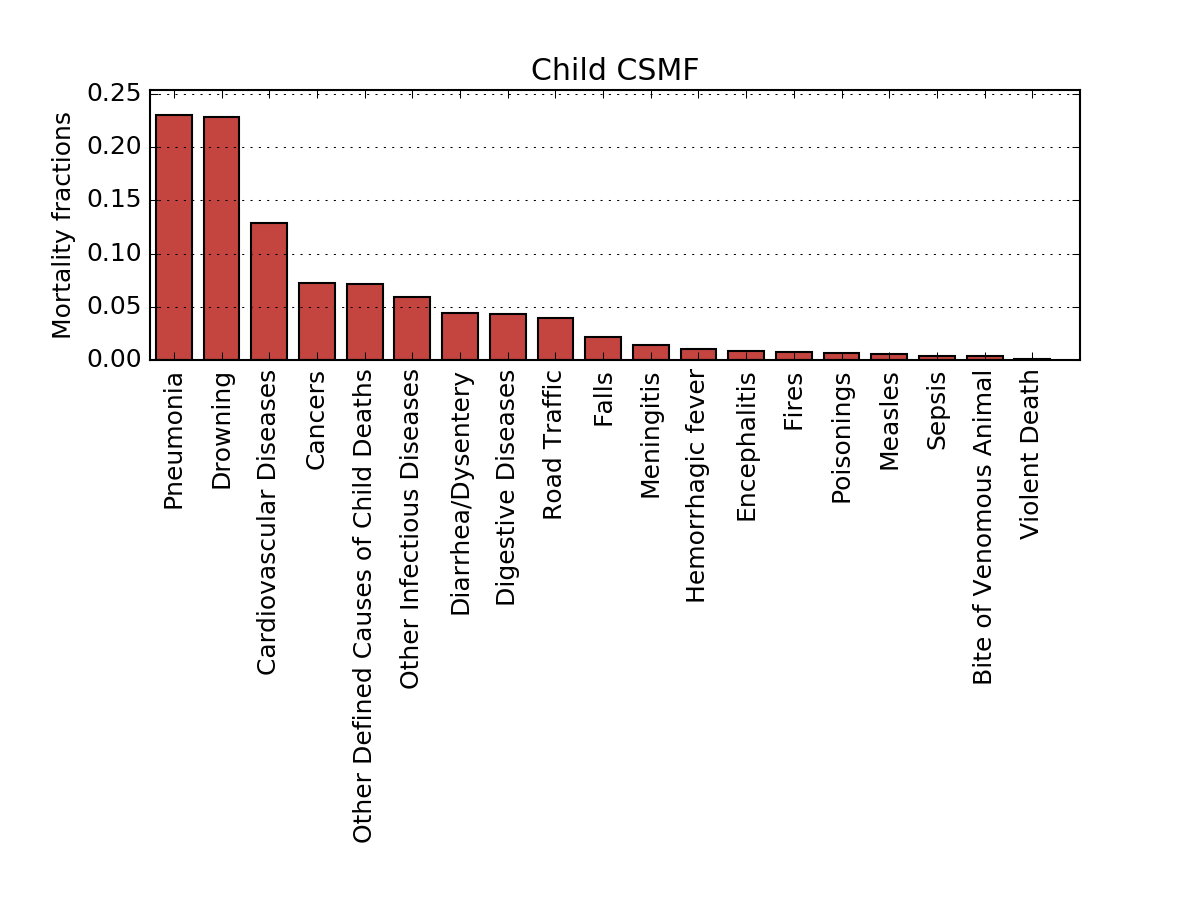 Child CSMF
Mortality fractions
0.25
0.20
0.15
0.10
0.05
0.00
Pneumonia
Drowning
Cardiovascular Diseases
Cancers
Other Defined Causes of Child Deaths
Other Infectious Diseases
Diarrhea/Dysentery
Digestive Diseases
Road Traffic
Falls
Meningitis
Hemorrhagic fever
Encephalitis
Fires
Poisonings
Measles
Sepsis
Bite of Venomous Animal
Violent Death